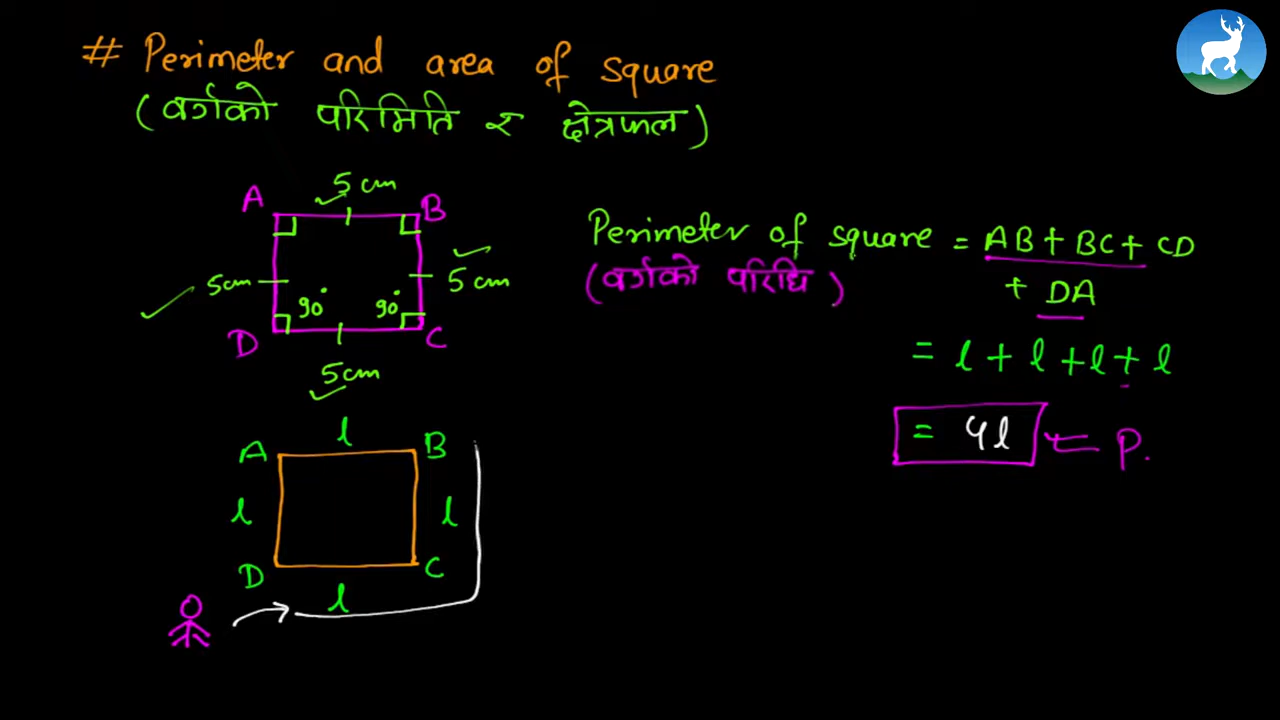 # Perimeter and area of square
(वर्गको परिमिति र क्षेत्रफल)
5 cm
A B
5cm 5 cm
90° 90°
D C
5cm
Perimeter of square = AB + BC + CD
(वर्गको परिधि) + DA
= l + l + l + l
= 4l ← P.
l
A B
l l
D C
l